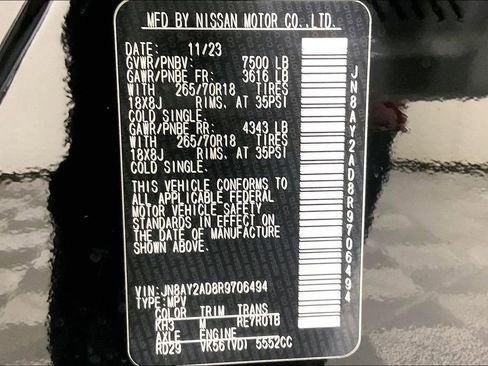 MFD BY NISSAN MOTOR CO.,LTD.
DATE: 11/23
GVWR/PNBV: 7500 LB
GAWR/PNBE FR: 3616 LB
WITH 265/70R18 TIRES
18X8J RIMS, AT 35PSI
COLD SINGLE.
GAWR/PNBE RR: 4343 LB
WITH 265/70R18 TIRES
18X8J RIMS, AT 35PSI
COLD SINGLE.
THIS VEHICLE CONFORMS TO
ALL APPLICABLE FEDERAL
MOTOR VEHICLE SAFETY
STANDARDS IN EFFECT ON
THE DATE OF MANUFACTURE
SHOWN ABOVE.
VIN: JN8AY2AD8R9706494
TYPE:MPV
COLOR TRIM TRANS
KH3 M RE7R01B
AXLE ENGINE
RD29 VK56(VD) 5552CC
JN8AY2AD8R9706494